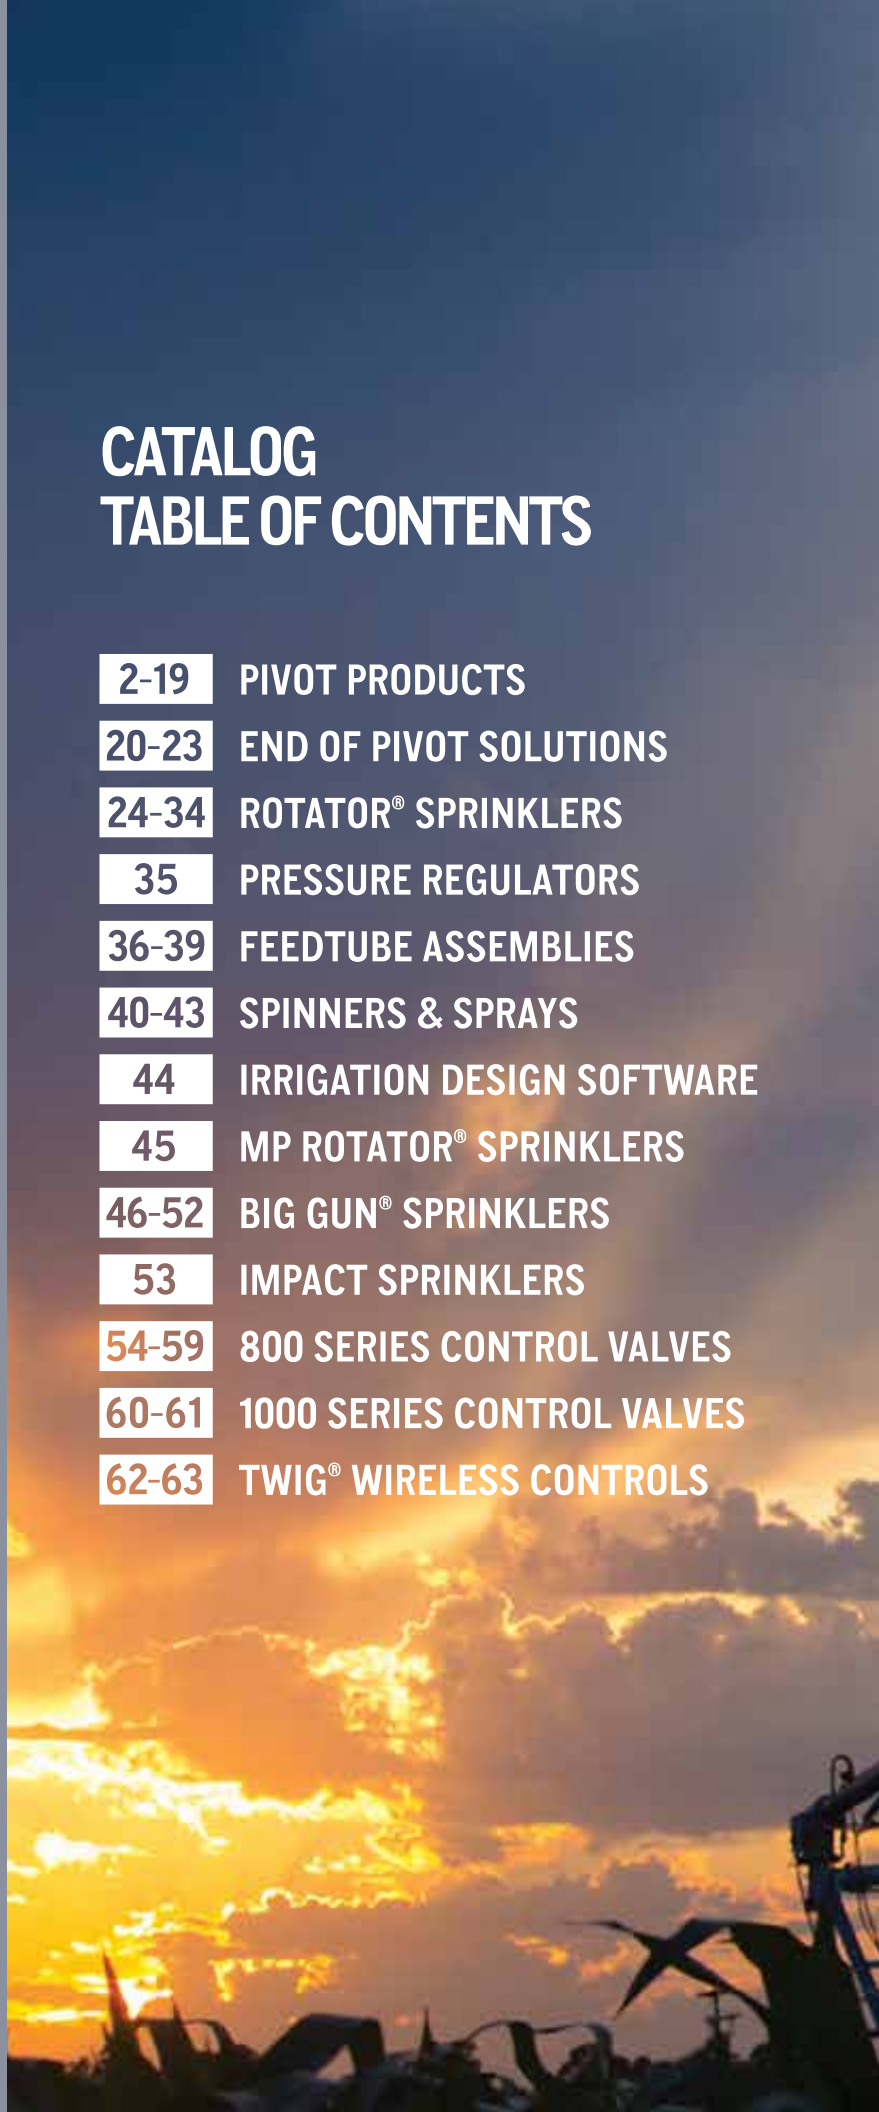 CATALOG
TABLE OF CONTENTS
2-19 PIVOT PRODUCTS
20-23 END OF PIVOT SOLUTIONS
24-34 ROTATOR® SPRINKLERS
35 PRESSURE REGULATORS
36-39 FEEDTUBE ASSEMBLIES
40-43 SPINNERS & SPRAYS
44 IRRIGATION DESIGN SOFTWARE
45 MP ROTATOR® SPRINKLERS
46-52 BIG GUN® SPRINKLERS
53 IMPACT SPRINKLERS
54-59 800 SERIES CONTROL VALVES
60-61 1000 SERIES CONTROL VALVES
62-63 TWIG® WIRELESS CONTROLS